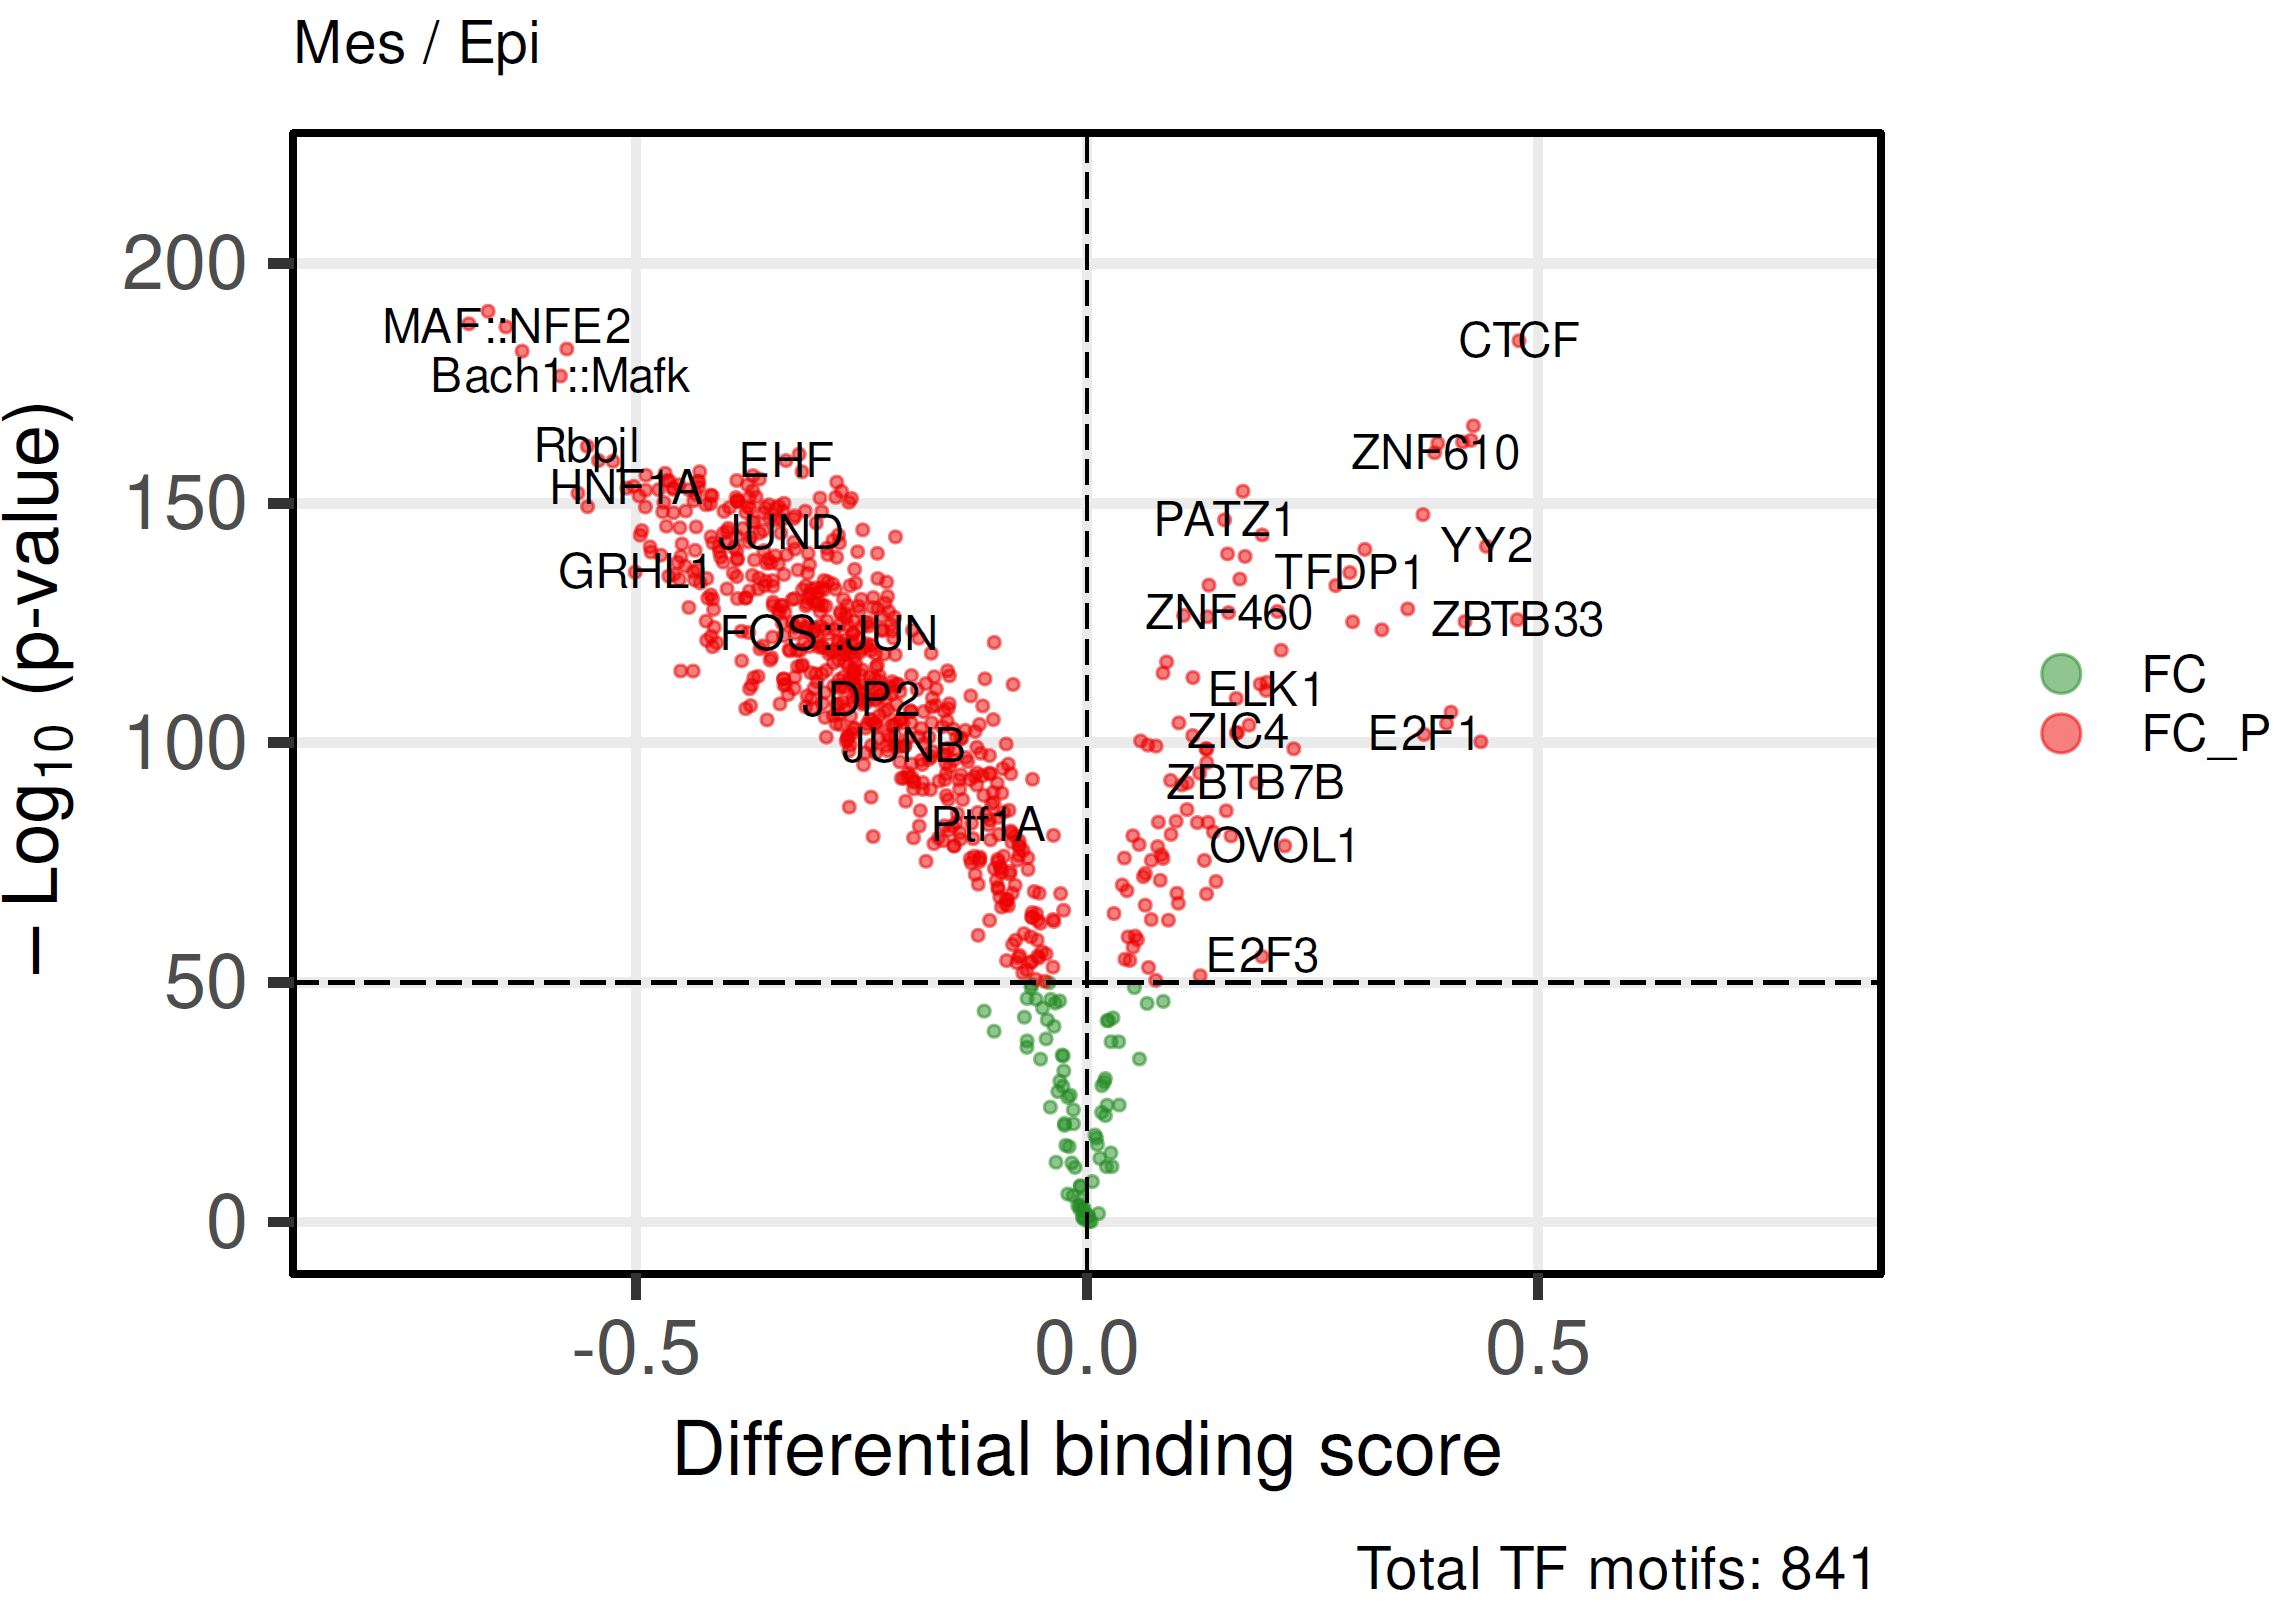 Mes / Epi
200
150
100
50
0
− Log10 (p-value)
MAF::NFE2
CTCF
Bach1::Mafk
Rbpjl
EHF
ZNF610
HNF1A
PATZ1
JUND
YY2
GRHL1
TFDP1
ZNF460
ZBTB33
FOS::JUN
ELK1
JDP2
ZIC4
E2F1
JUNB
ZBTB7B
Ptf1A
OVOL1
E2F3
FC
FC_P
-0.5
0.0
0.5
Differential binding score
Total TF motifs: 841